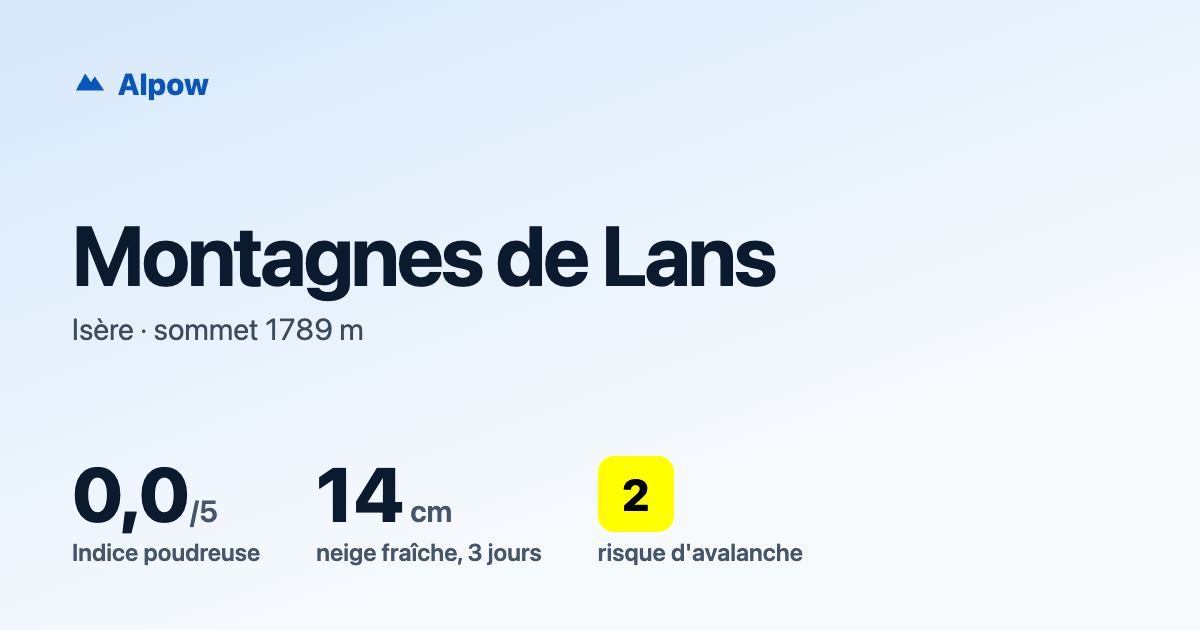 Alpow
Montagnes de Lans
Isère · sommet 1789 m
0,0/5
Indice poudreuse
14 cm
neige fraîche, 3 jours
2
risque d'avalanche